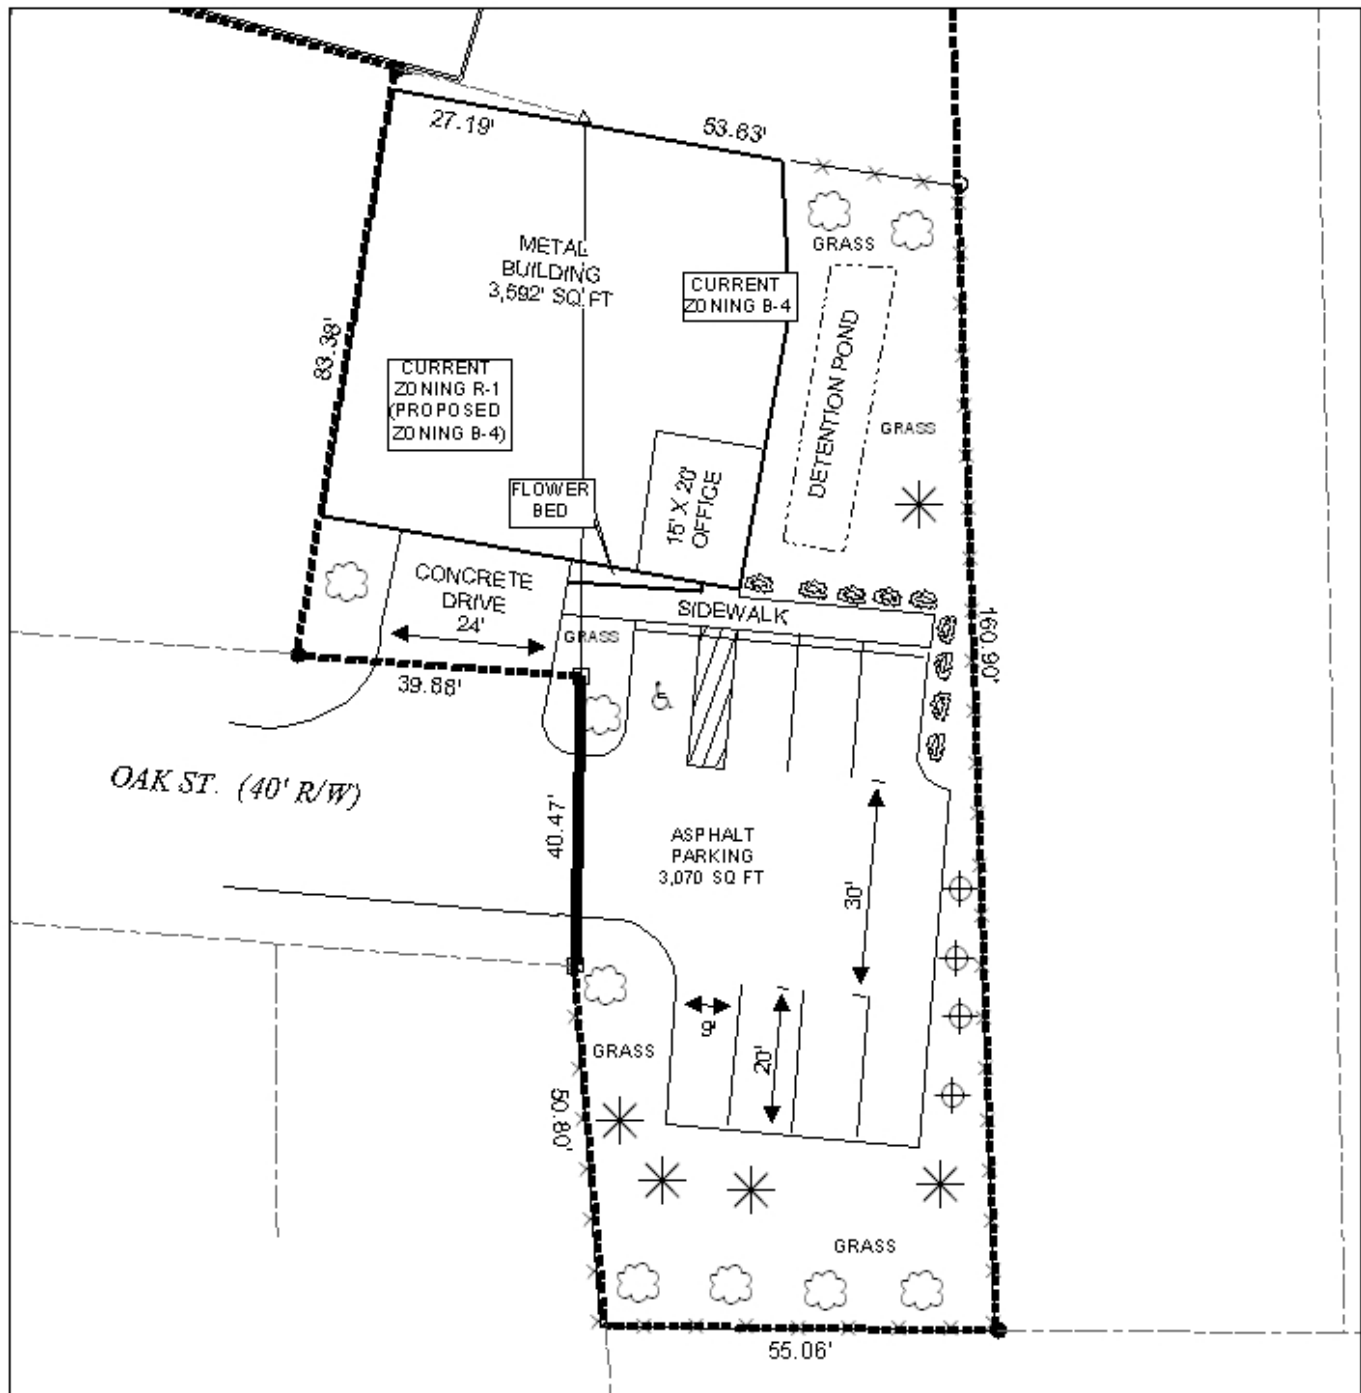 27.19'
53.63'
GRASS
METAL
BUILDING
3,592' SQ FT
CURRENT
ZONING B-4
DETENTION POND
83.38'
CURRENT
ZONING R-1
(PROPOSED
ZONING B-4)
GRASS
FLOWER
BED
15' X 20'
OFFICE
CONCRETE
DRIVE
24'
SIDEWALK
GRASS
160.90'
39.88'
OAK ST. (40' R/W)
40.47'
ASPHALT
PARKING
3,070 SQ FT
30'
9'
20'
GRASS
50.80'
GRASS
55.06'